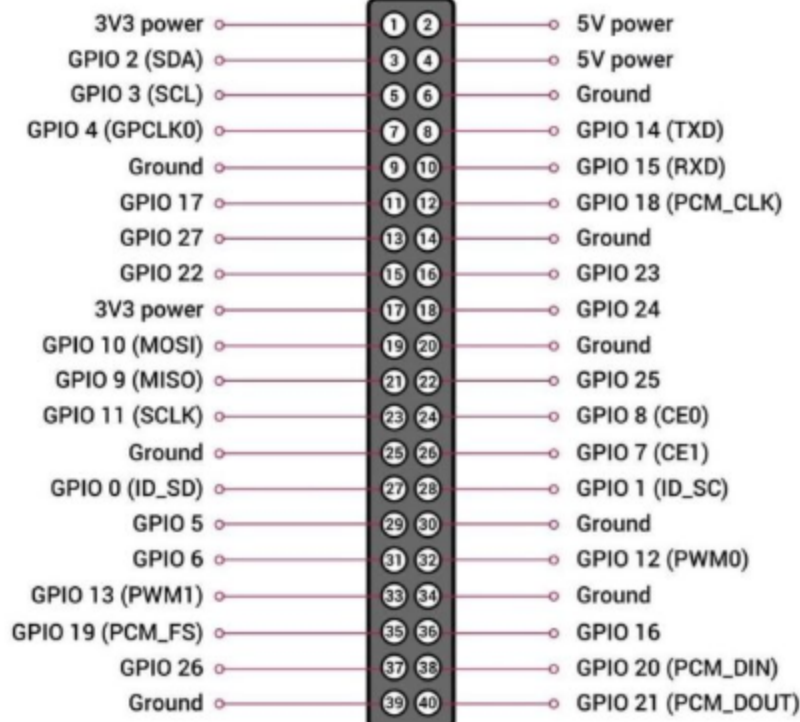 3V3 power 1 2 5V power
GPIO 2 (SDA) 3 4 5V power
GPIO 3 (SCL) 5 6 Ground
GPIO 4 (GPCLK0) 7 8 GPIO 14 (TXD)
Ground 9 10 GPIO 15 (RXD)
GPIO 17 11 12 GPIO 18 (PCM_CLK)
GPIO 27 13 14 Ground
GPIO 22 15 16 GPIO 23
3V3 power 17 18 GPIO 24
GPIO 10 (MOSI) 19 20 Ground
GPIO 9 (MISO) 21 22 GPIO 25
GPIO 11 (SCLK) 23 24 GPIO 8 (CE0)
Ground 25 26 GPIO 7 (CE1)
GPIO 0 (ID_SD) 27 28 GPIO 1 (ID_SC)
GPIO 5 29 30 Ground
GPIO 6 31 32 GPIO 12 (PWM0)
GPIO 13 (PWM1) 33 34 Ground
GPIO 19 (PCM_FS) 35 36 GPIO 16
GPIO 26 37 38 GPIO 20 (PCM_DIN)
Ground 39 40 GPIO 21 (PCM_DOUT)